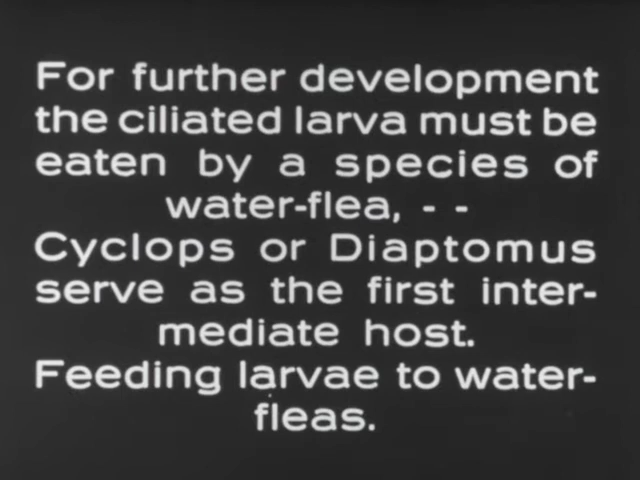 For further development
the ciliated larva must be
eaten by a species of
water-flea, - -
Cyclops or Diaptomus
serve as the first inter-
mediate host.
Feeding larvae to water-
fleas.